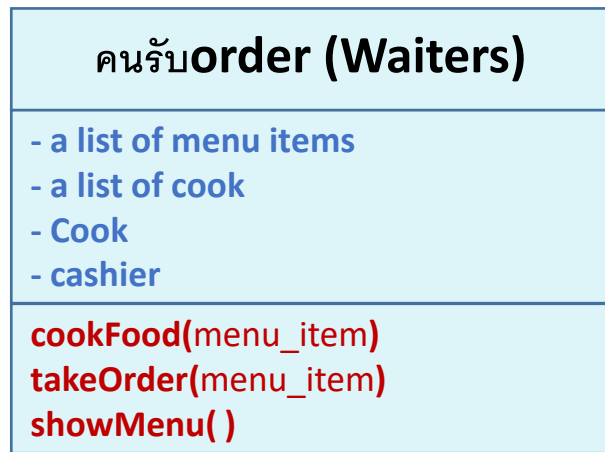 คนรับorder (Waiters)
- a list of menu items
- a list of cook
- Cook
- cashier
cookFood(menu_item)
takeOrder(menu_item)
showMenu( )